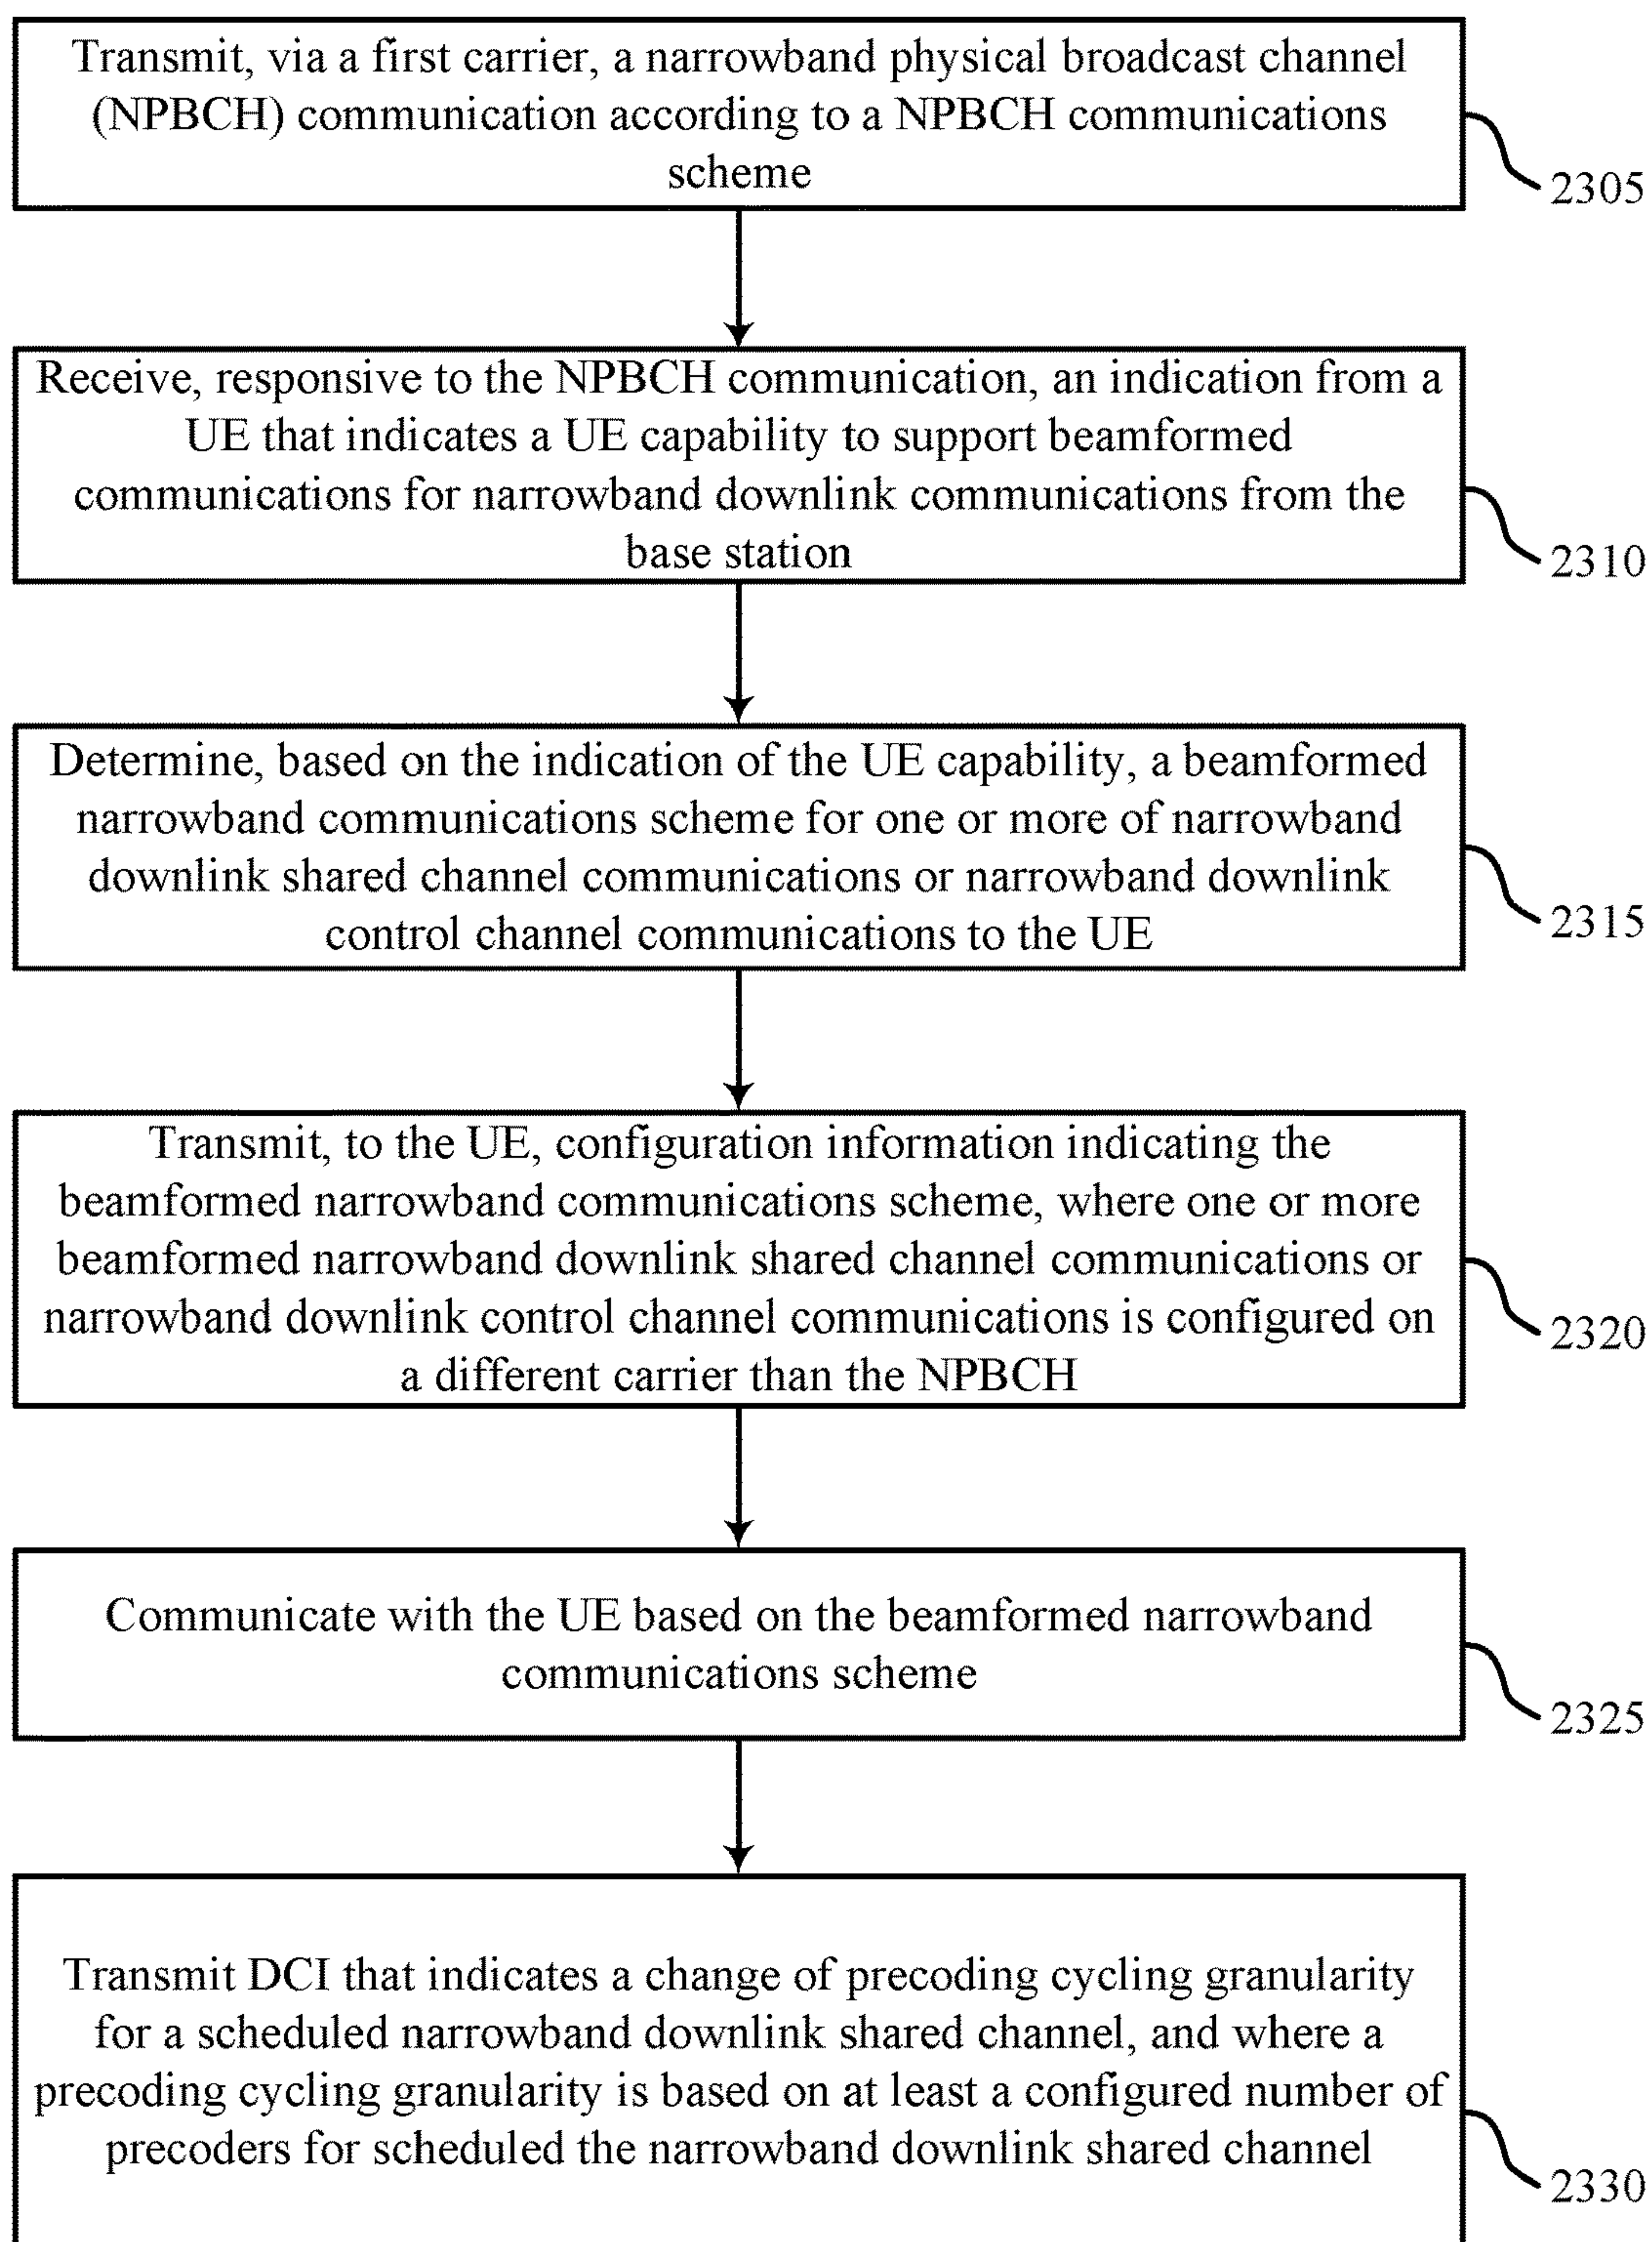 Transmit, via a first carrier, a narrowband physical broadcast channel
(NPBCH) communication according to a NPBCH communications
scheme
2305
Receive, responsive to the NPBCH communication, an indication from a
UE that indicates a UE capability to support beamformed
communications for narrowband downlink communications from the
base station
2310
Determine, based on the indication of the UE capability, a beamformed
narrowband communications scheme for one or more of narrowband
downlink shared channel communications or narrowband downlink
control channel communications to the UE
2315
Transmit, to the UE, configuration information indicating the
beamformed narrowband communications scheme, where one or more
beamformed narrowband downlink shared channel communications or
narrowband downlink control channel communications is configured on
a different carrier than the NPBCH
2320
Communicate with the UE based on the beamformed narrowband
communications scheme
2325
Transmit DCI that indicates a change of precoding cycling granularity
for a scheduled narrowband downlink shared channel, and where a
precoding cycling granularity is based on at least a configured number of
precoders for scheduled the narrowband downlink shared channel
2330